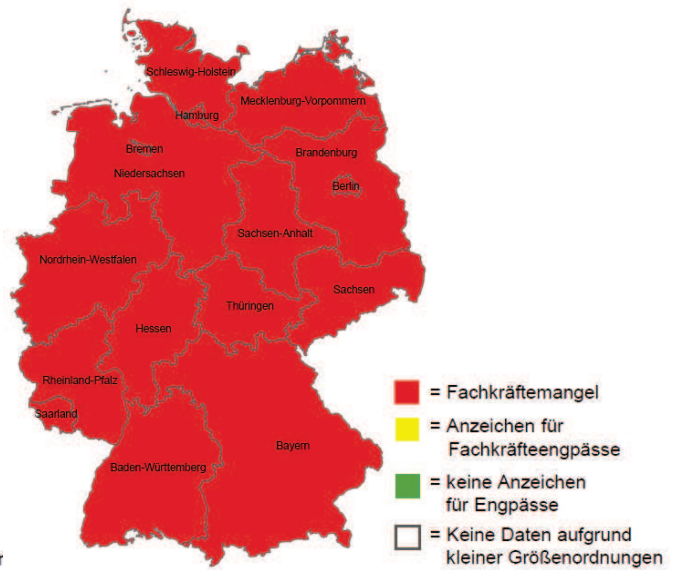 Schleswig-Holstein
Mecklenburg-Vorpommern
Hamburg
Bremen
Brandenburg
Niedersachsen
Berlin
Sachsen-Anhalt
Nordrhein-Westfalen
Sachsen
Thüringen
Hessen
Rheinland-Pfalz
Saarland
Bayern
Baden-Württemberg
= Fachkräftemangel
= Anzeichen für
Fachkräfteengpässe
= keine Anzeichen
für Engpässe
= Keine Daten aufgrund
kleiner Größenordnungen
r